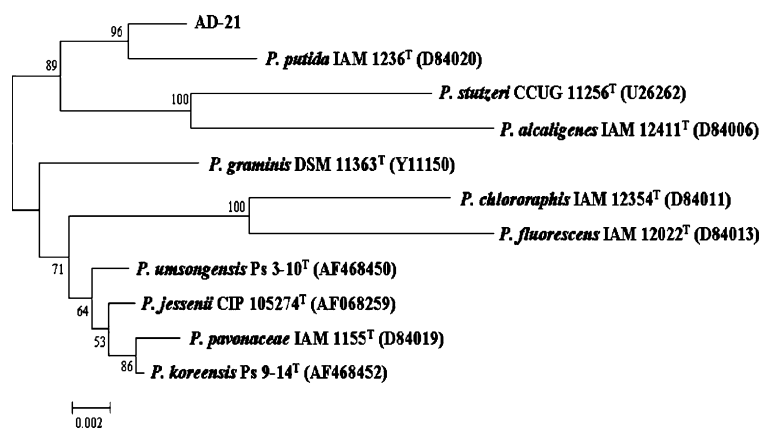 AD-21
96
P. putida IAM 1236T (D84020)
89
P. stutzeri CCUG 11256T (U26262)
100
P. alcaligenes IAM 12411T (D84006)
P. graminis DSM 11363T (Y11150)
P. chlororaphis IAM 12354T (D84011)
100
P. fluorescens IAM 12022T (D84013)
71
P. umsongensis Ps 3-10T (AF468450)
64
P. jessenii CIP 105274T (AF068259)
53
P. pavonaceae IAM 1155T (D84019)
86
P. koreensis Ps 9-14T (AF468452)
0.002